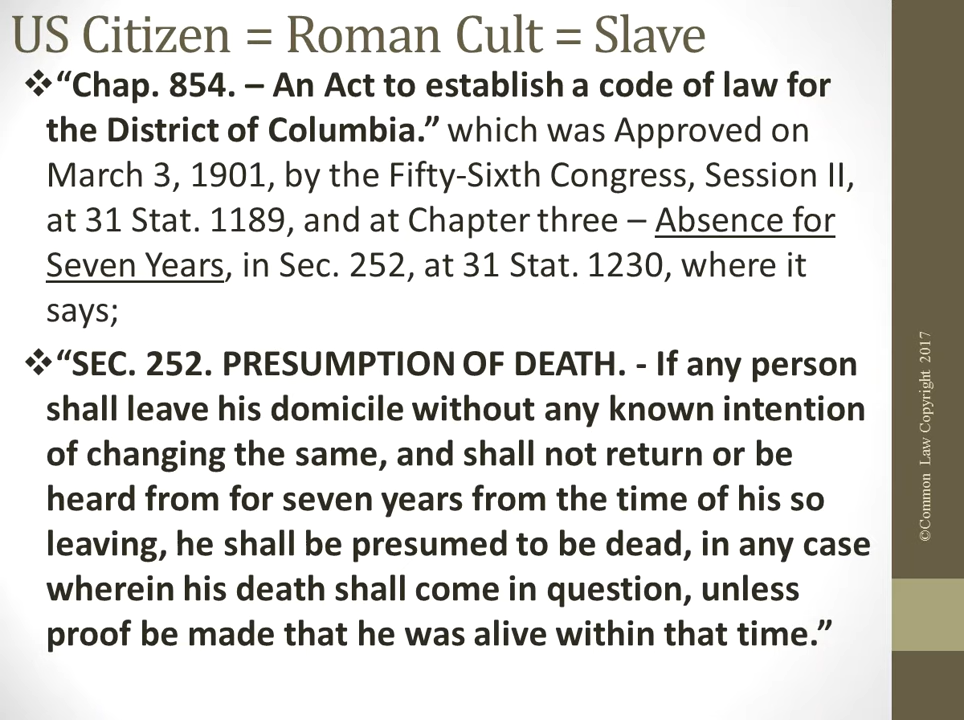 US Citizen = Roman Cult = Slave
❖“Chap. 854. – An Act to establish a code of law for
the District of Columbia.” which was Approved on
March 3, 1901, by the Fifty-Sixth Congress, Session II,
at 31 Stat. 1189, and at Chapter three – Absence for
Seven Years, in Sec. 252, at 31 Stat. 1230, where it
says;
❖“SEC. 252. PRESUMPTION OF DEATH. - If any person
shall leave his domicile without any known intention
of changing the same, and shall not return or be
heard from for seven years from the time of his so
leaving, he shall be presumed to be dead, in any case
wherein his death shall come in question, unless
proof be made that he was alive within that time.”
©Common Law Copyright 2017